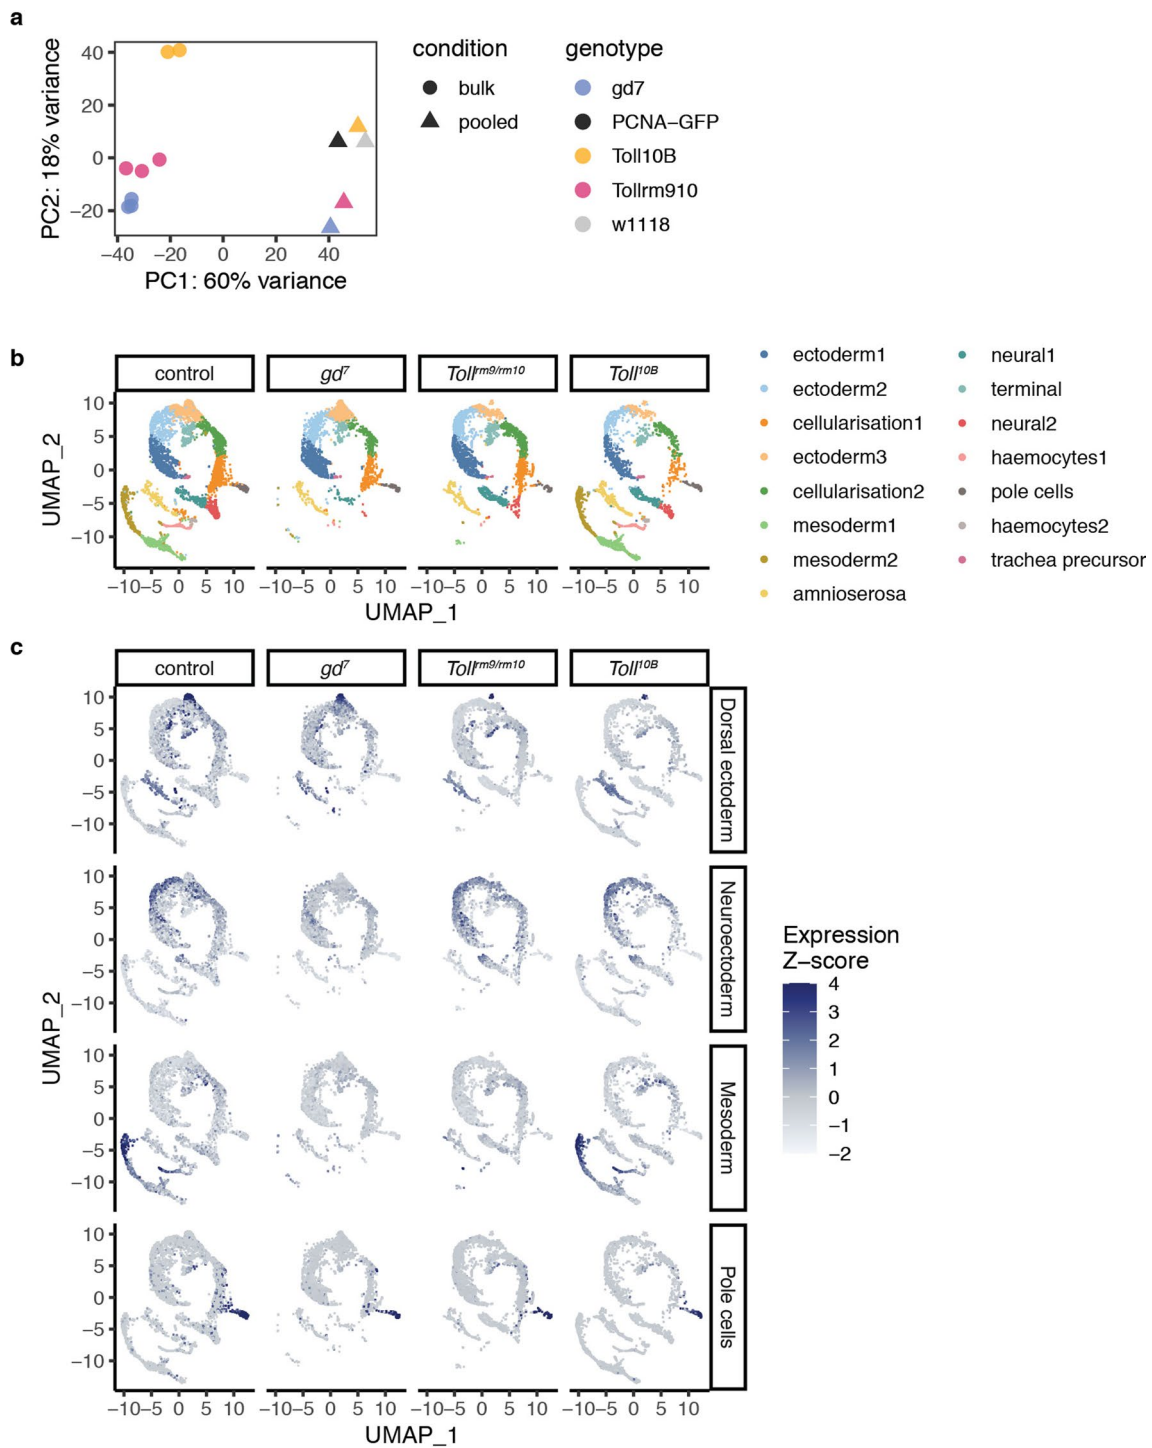 a
PC2: 18% variance
40
20
0
−20
−40 −20 0 20 40
PC1: 60% variance
condition
bulk
pooled
genotype
gd7
PCNA−GFP
Toll10B
Tollrm910
w1118
b
control gd7 Tollrm9/rm10 Toll10B
UMAP_2
10
5
0
−5
−10
−10−5 0 5 10 −10−5 0 5 10 −10−5 0 5 10 −10−5 0 5 10
UMAP_1
ectoderm1
ectoderm2
cellularisation1
ectoderm3
cellularisation2
mesoderm1
mesoderm2
amnioserosa
neural1
terminal
neural2
haemocytes1
pole cells
haemocytes2
trachea precursor
c
control gd7 Tollrm9/rm10 Toll10B
10
5
0
−5
−10
Dorsal ectoderm
10
5
0
−5
−10
Neuroectoderm
UMAP_2
10
5
0
−5
−10
Mesoderm
10
5
0
−5
−10
Pole cells
−10−5 0 5 10 −10−5 0 5 10 −10−5 0 5 10 −10−5 0 5 10
UMAP_1
Expression
Z−score
4
3
2
1
0
−1
−2